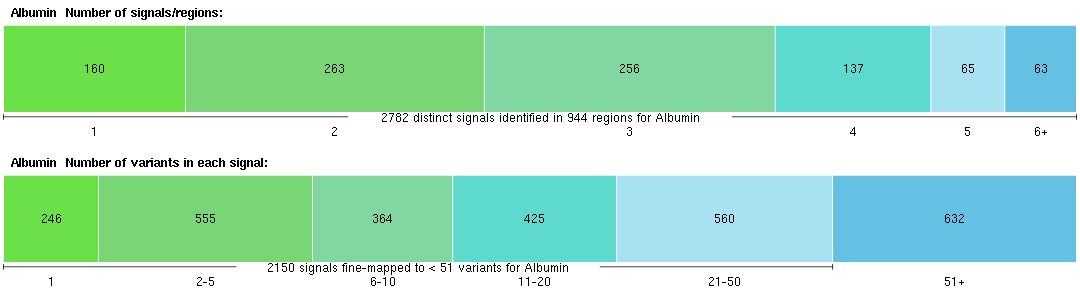 Albumin Number of signals/regions:
160 263 256 137 65 63
2782 distinct signals identified in 944 regions for Albumin
1 2 3 4 5 6+
Albumin Number of variants in each signal:
246 555 364 425 560 632
2150 signals fine-mapped to < 51 variants for Albumin
1 2-5 6-10 11-20 21-50 51+